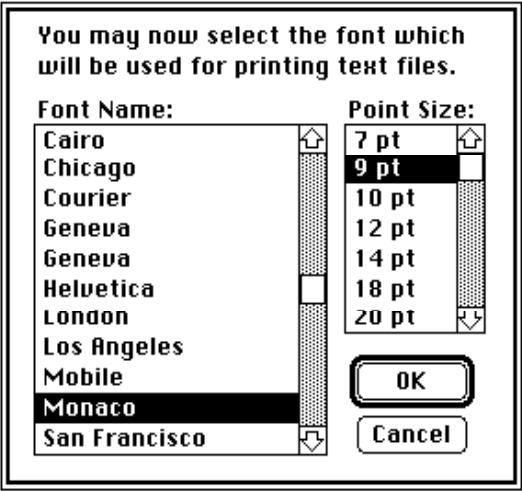 You may now select the font which
will be used for printing text files.
Font Name:
Cairo
Chicago
Courier
Geneva
Geneva
Helvetica
London
Los Angeles
Mobile
Monaco
San Francisco
Point Size:
7 pt
9 pt
10 pt
12 pt
14 pt
18 pt
20 pt
OK
Cancel